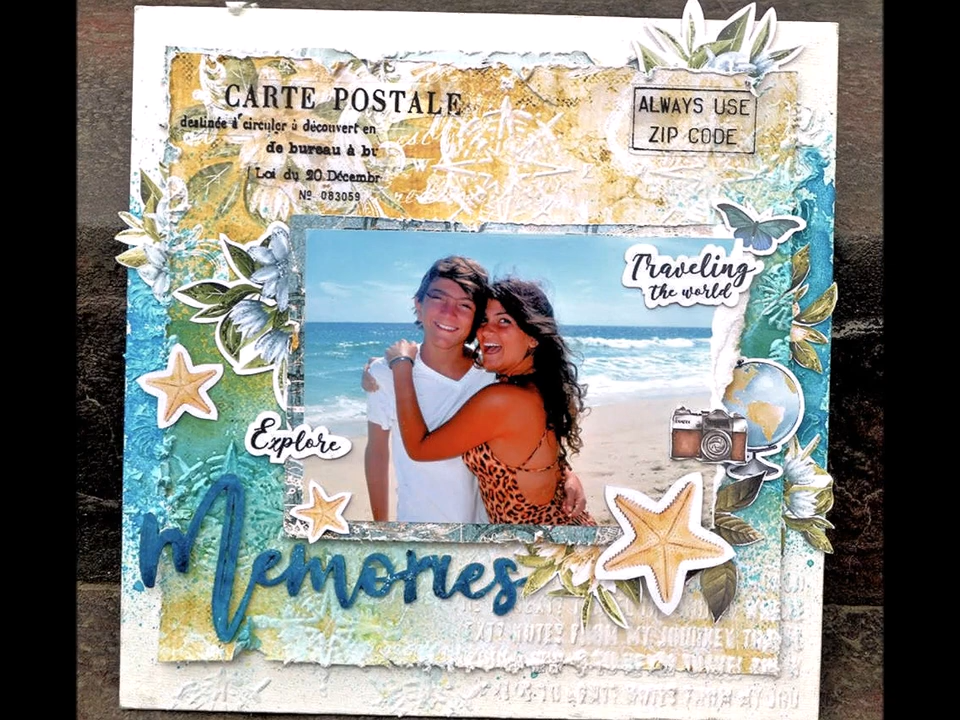 CARTE POSTALE
destinée à circuler à découvert en
de bureau à bu
Loi du 20 Décembr
Nº 083059
ALWAYS USE
ZIP CODE
Traveling
the world
Explore
Memories